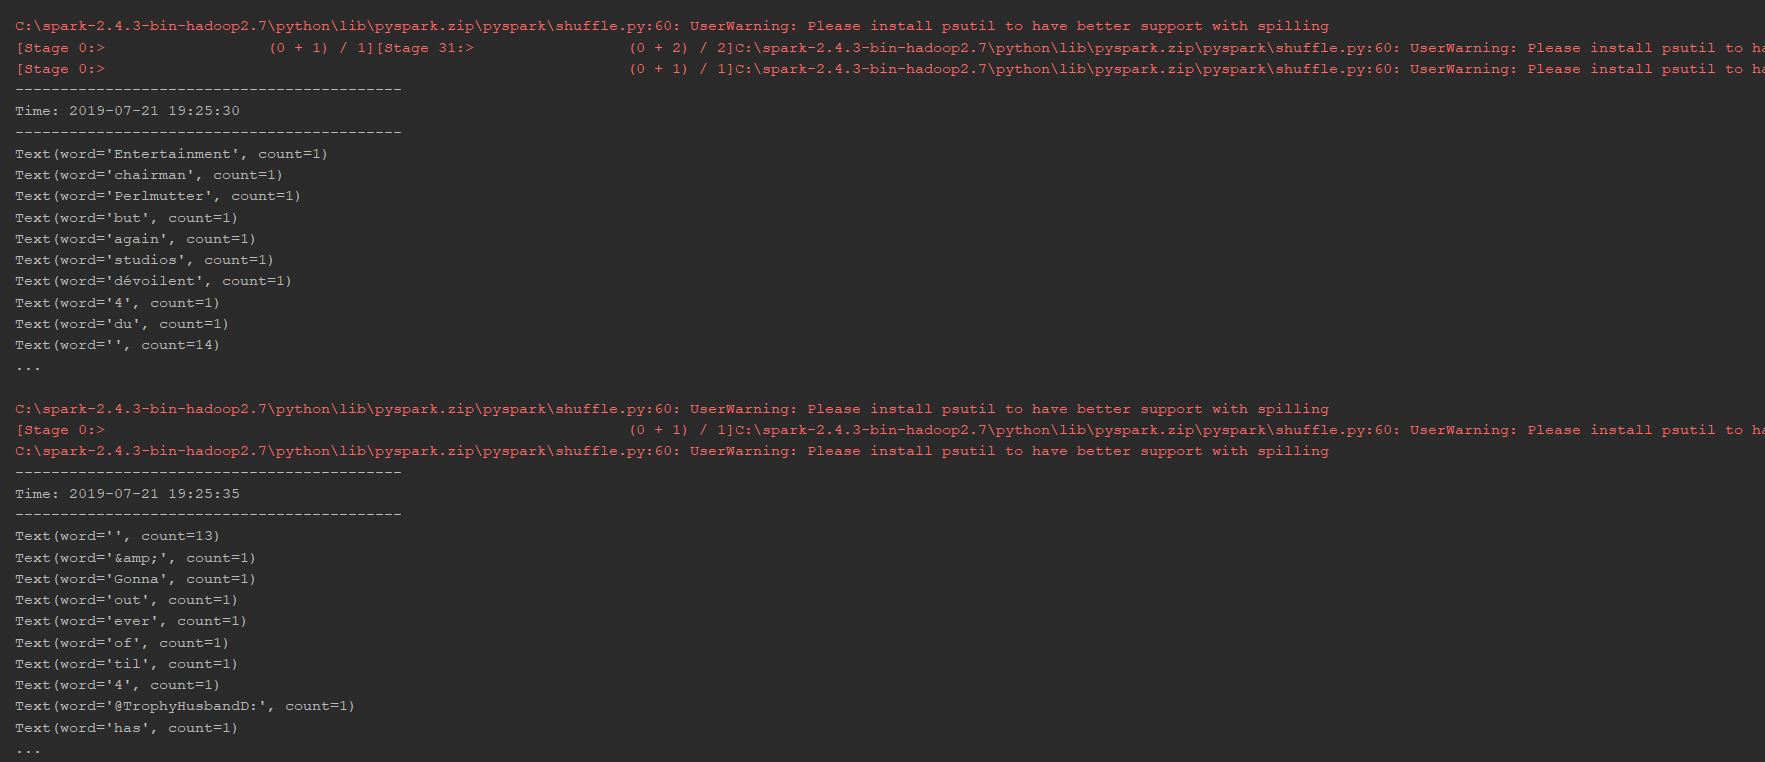 C:\spark-2.4.3-bin-hadoop2.7\python\lib\pyspark.zip\pyspark\shuffle.py:60: UserWarning: Please install psutil to have better support with spilling
[Stage 0:> (0 + 1) / 1][Stage 31:> (0 + 2) / 2]C:\spark-2.4.3-bin-hadoop2.7\python\lib\pyspark.zip\pyspark\shuffle.py:60: UserWarning: Please install psutil to ha
[Stage 0:> (0 + 1) / 1]C:\spark-2.4.3-bin-hadoop2.7\python\lib\pyspark.zip\pyspark\shuffle.py:60: UserWarning: Please install psutil to ha
-------------------------------------------
Time: 2019-07-21 19:25:30
-------------------------------------------
Text(word='Entertainment', count=1)
Text(word='chairman', count=1)
Text(word='Perlmutter', count=1)
Text(word='but', count=1)
Text(word='again', count=1)
Text(word='studios', count=1)
Text(word='dévoilent', count=1)
Text(word='4', count=1)
Text(word='du', count=1)
Text(word='', count=14)
...
C:\spark-2.4.3-bin-hadoop2.7\python\lib\pyspark.zip\pyspark\shuffle.py:60: UserWarning: Please install psutil to have better support with spilling
[Stage 0:> (0 + 1) / 1]C:\spark-2.4.3-bin-hadoop2.7\python\lib\pyspark.zip\pyspark\shuffle.py:60: UserWarning: Please install psutil to ha
C:\spark-2.4.3-bin-hadoop2.7\python\lib\pyspark.zip\pyspark\shuffle.py:60: UserWarning: Please install psutil to have better support with spilling
-------------------------------------------
Time: 2019-07-21 19:25:35
-------------------------------------------
Text(word='', count=13)
Text(word='&amp;', count=1)
Text(word='Gonna', count=1)
Text(word='out', count=1)
Text(word='ever', count=1)
Text(word='of', count=1)
Text(word='til', count=1)
Text(word='4', count=1)
Text(word='@TrophyHusbandD:', count=1)
Text(word='has', count=1)
...